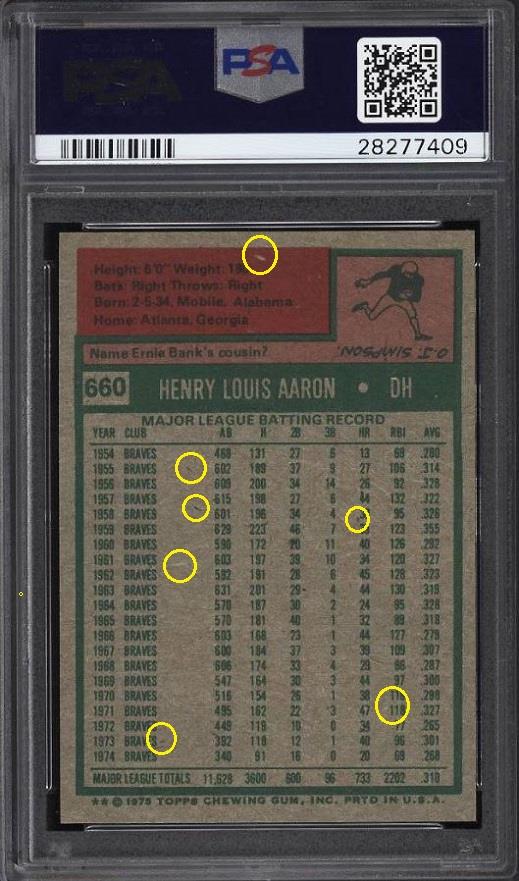 PSA
PSA
28277409
Height: 6'0" Weight:
Bats: Right Throws: Right
Born: 2-5-34, Mobile, Alabama
Home: Atlanta, Georgia
O.J. SIMPSON.
Name Ernie Bank's cousin?
660 HENRY LOUIS AARON • DH
MAJOR LEAGUE BATTING RECORD
YEAR CLUB AB H 2B 3B HR RBI AVG
1954 BRAVES 468 131 27 6 13 69 .280
1955 BRAVES 602 189 37 9 27 106 .314
1956 BRAVES 609 200 34 14 26 92 .328
1957 BRAVES 615 198 27 6 44 132 .322
1958 BRAVES 601 196 34 4 95 .326
1959 BRAVES 629 223 46 7 123 .355
1960 BRAVES 590 172 20 11 40 126 .292
1961 BRAVES 603 197 39 10 34 120 .327
1962 BRAVES 592 191 28 6 45 128 .323
1963 BRAVES 631 201 29 4 44 130 .319
1964 BRAVES 570 187 30 2 24 95 .328
1965 BRAVES 570 181 40 1 32 89 .318
1966 BRAVES 603 168 23 1 44 127 .279
1967 BRAVES 600 184 37 3 39 109 .307
1968 BRAVES 606 174 33 4 29 86 .287
1969 BRAVES 547 164 30 3 44 97 .300
1970 BRAVES 516 154 26 1 38 118 .298
1971 BRAVES 495 162 22 3 47 118 .327
1972 BRAVES 449 119 10 0 34 77 .265
1973 BRAVES 392 118 12 1 40 96 .301
1974 BRAVES 340 91 16 0 20 69 .268
MAJOR LEAGUE TOTALS 11,628 3600 600 96 733 2202 .310
** © 1975 TOPPS CHEWING GUM, INC. PRTD IN U.S.A.